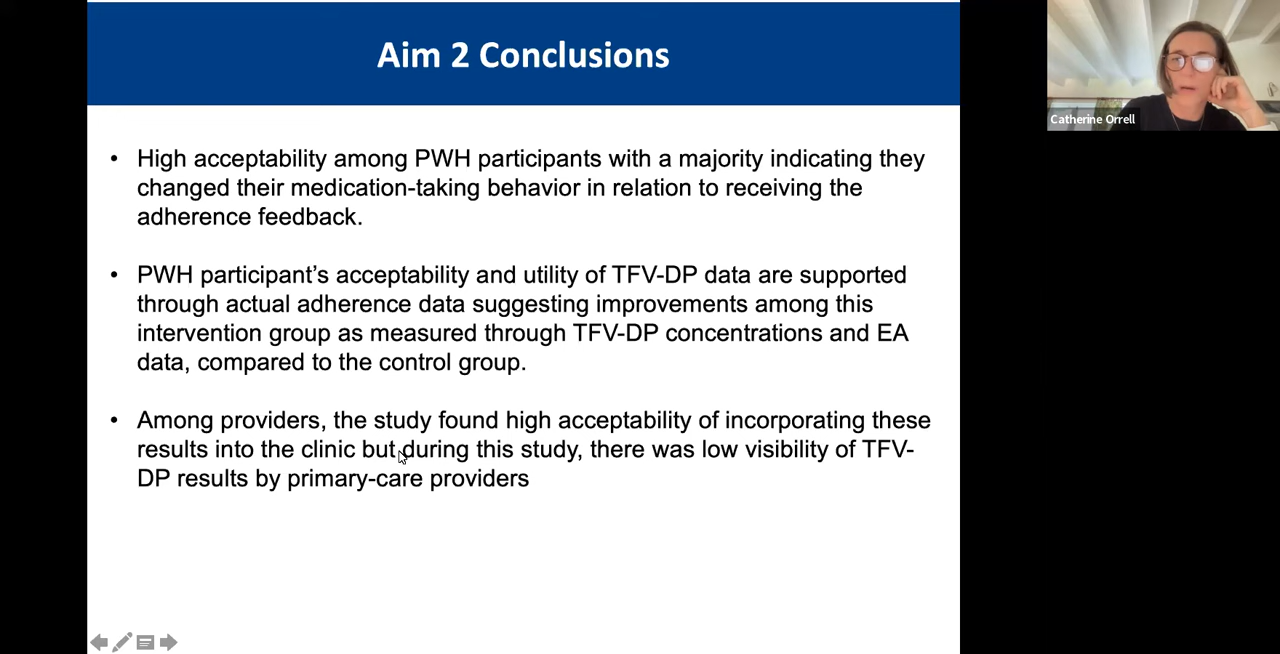 Aim 2 Conclusions
• High acceptability among PWH participants with a majority indicating they
changed their medication-taking behavior in relation to receiving the
adherence feedback.
• PWH participant’s acceptability and utility of TFV-DP data are supported
through actual adherence data suggesting improvements among this
intervention group as measured through TFV-DP concentrations and EA
data, compared to the control group.
• Among providers, the study found high acceptability of incorporating these
results into the clinic but during this study, there was low visibility of TFV-
DP results by primary-care providers
Catherine Orrell